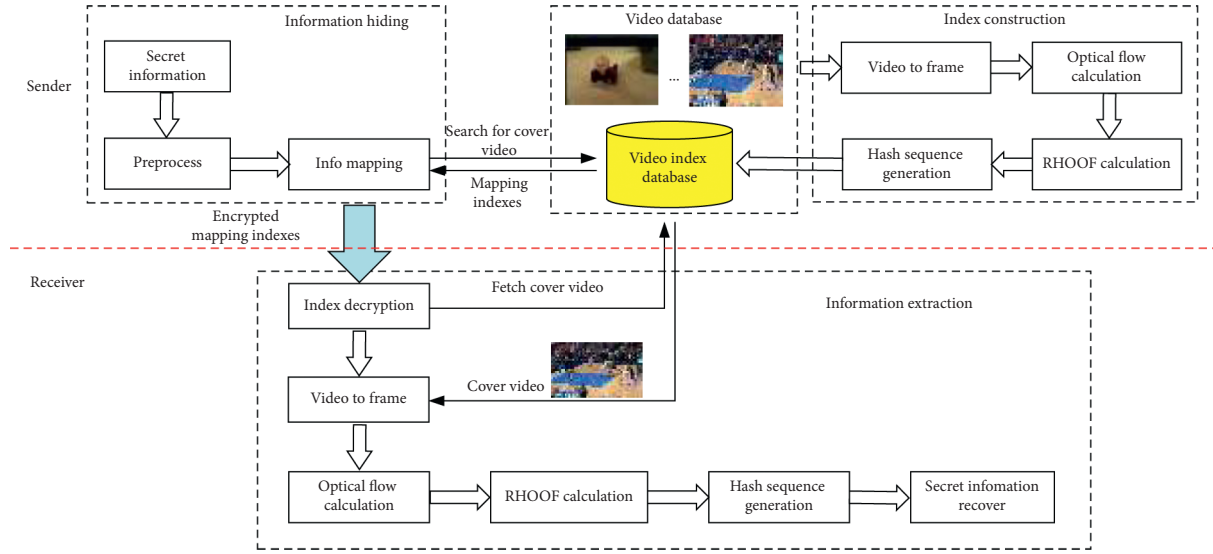 Information hiding
Video database
Index construction
Sender
Secret
information
Preprocess
Info mapping
Search for cover
video
Mapping
indexes
...
Video index
database
Video to frame
Optical flow
calculation
Hash sequence
generation
RHOOF calculation
Encrypted
mapping indexes
Receiver
Information extraction
Index decryption
Fetch cover video
Video to frame
Cover video
Optical flow
calculation
RHOOF calculation
Hash sequence
generation
Secret infomation
recover